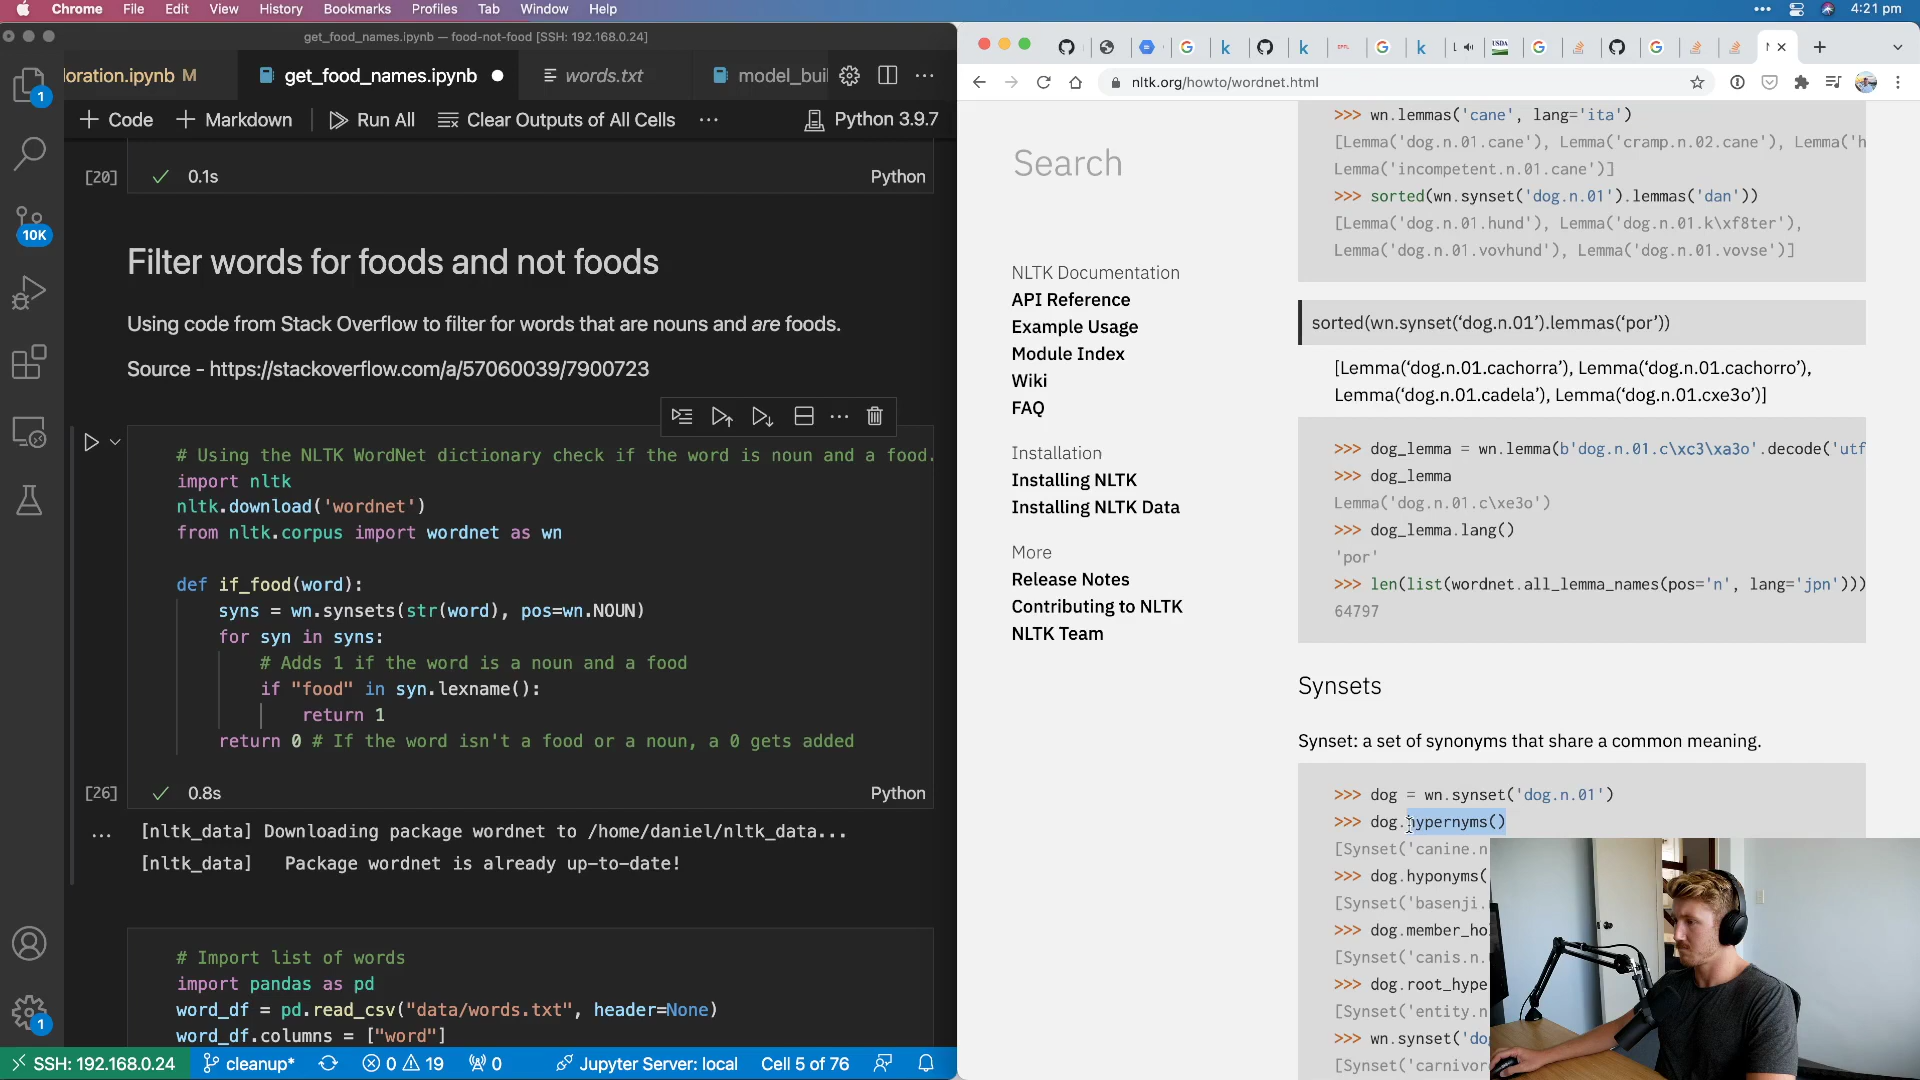 Chrome File Edit View History Bookmarks Profiles Tab Window Help
4:21 pm
get_food_names.ipynb — food-not-food [SSH: 192.168.0.24]
loration.ipynb M
get_food_names.ipynb
words.txt
model_bui
+ Code + Markdown
Run All
Clear Outputs of All Cells
Python 3.9.7
[20] 0.1s Python
Filter words for foods and not foods
Using code from Stack Overflow to filter for words that are nouns and are foods.
Source - https://stackoverflow.com/a/57060039/7900723
# Using the NLTK WordNet dictionary check if the word is noun and a food.
import nltk
nltk.download('wordnet')
from nltk.corpus import wordnet as wn
def if_food(word):
syns = wn.synsets(str(word), pos=wn.NOUN)
for syn in syns:
# Adds 1 if the word is a noun and a food
if "food" in syn.lexname():
return 1
return 0 # If the word isn't a food or a noun, a 0 gets added
[26] 0.8s Python
... [nltk_data] Downloading package wordnet to /home/daniel/nltk_data...
[nltk_data] Package wordnet is already up-to-date!
# Import list of words
import pandas as pd
word_df = pd.read_csv("data/words.txt", header=None)
word_df.columns = ["word"]
1
10K
1
SSH: 192.168.0.24 cleanup* 0 19 0 Jupyter Server: local Cell 5 of 76
USDA
nltk.org/howto/wordnet.html
Search
NLTK Documentation
API Reference
Example Usage
Module Index
Wiki
FAQ
Installation
Installing NLTK
Installing NLTK Data
More
Release Notes
Contributing to NLTK
NLTK Team
>>> wn.lemmas('cane', lang='ita')
[Lemma('dog.n.01.cane'), Lemma('cramp.n.02.cane'), Lemma('h
Lemma('incompetent.n.01.cane')]
>>> sorted(wn.synset('dog.n.01').lemmas('dan'))
[Lemma('dog.n.01.hund'), Lemma('dog.n.01.k\xf8ter'),
Lemma('dog.n.01.vovhund'), Lemma('dog.n.01.vovse')]
sorted(wn.synset(‘dog.n.01’).lemmas(‘por’))
[Lemma(‘dog.n.01.cachorra’), Lemma(‘dog.n.01.cachorro’),
Lemma(‘dog.n.01.cadela’), Lemma(‘dog.n.01.cxe3o’)]
>>> dog_lemma = wn.lemma(b'dog.n.01.c\xc3\xa3o'.decode('utf
>>> dog_lemma
Lemma('dog.n.01.c\xe3o')
>>> dog_lemma.lang()
'por'
>>> len(list(wordnet.all_lemma_names(pos='n', lang='jpn')))
64797
Synsets
Synset: a set of synonyms that share a common meaning.
>>> dog = wn.synset('dog.n.01')
>>> dog.hypernyms()
[Synset('canine.n
>>> dog.hyponyms(
[Synset('basenji.
>>> dog.member_ho
[Synset('canis.n.
>>> dog.root_hype
[Synset('entity.n
>>> wn.synset('do
[Synset('carnivor